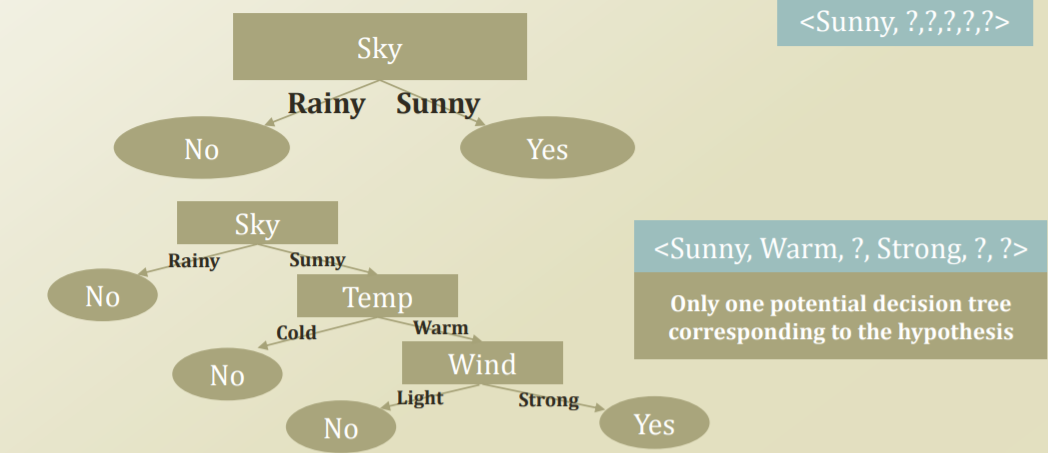 <Sunny, ?,?,?,?,?>
Sky
Rainy
Sunny
No
Yes
Sky
Rainy
Sunny
No
Temp
Cold
Warm
No
Wind
Light
Strong
No
Yes
<Sunny, Warm, ?, Strong, ?, ?>
Only one potential decision tree
corresponding to the hypothesis